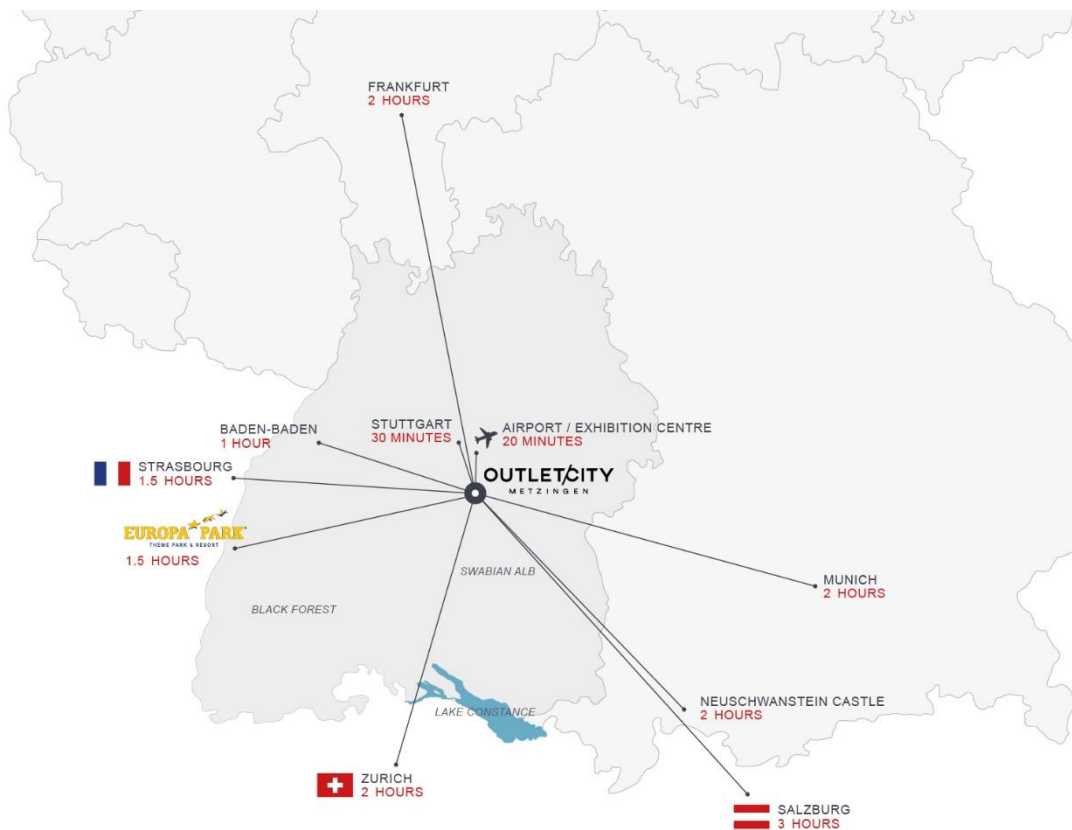 FRANKFURT
2 HOURS
BADEN-BADEN
1 HOUR
STUTTGART
30 MINUTES
AIRPORT / EXHIBITION CENTRE
20 MINUTES
STRASBOURG
1.5 HOURS
OUTLETCITY
METZINGEN
EUROPA PARK
THEME PARK & RESORT
1.5 HOURS
SWABIAN ALB
BLACK FOREST
MUNICH
2 HOURS
NEUSCHWANSTEIN CASTLE
2 HOURS
LAKE CONSTANCE
ZURICH
2 HOURS
SALZBURG
3 HOURS